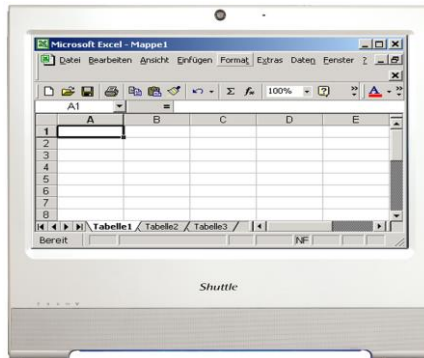 Microsoft Excel - Mappe1
Datei Bearbeiten Ansicht Einfügen Format Extras Daten Fenster ?
100%
A1 =
A B C D E
1
2
3
4
5
6
7
8
Tabelle1 Tabelle2 Tabelle3
Bereit NF
Shuttle